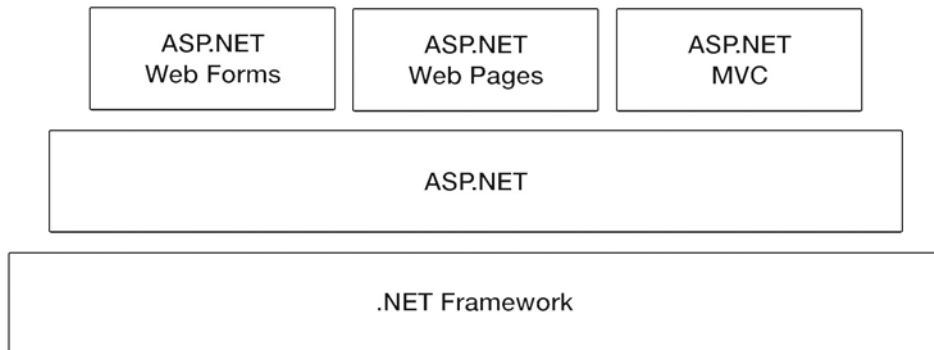 ASP.NET
Web Forms
ASP.NET
Web Pages
ASP.NET
MVC
ASP.NET
.NET Framework